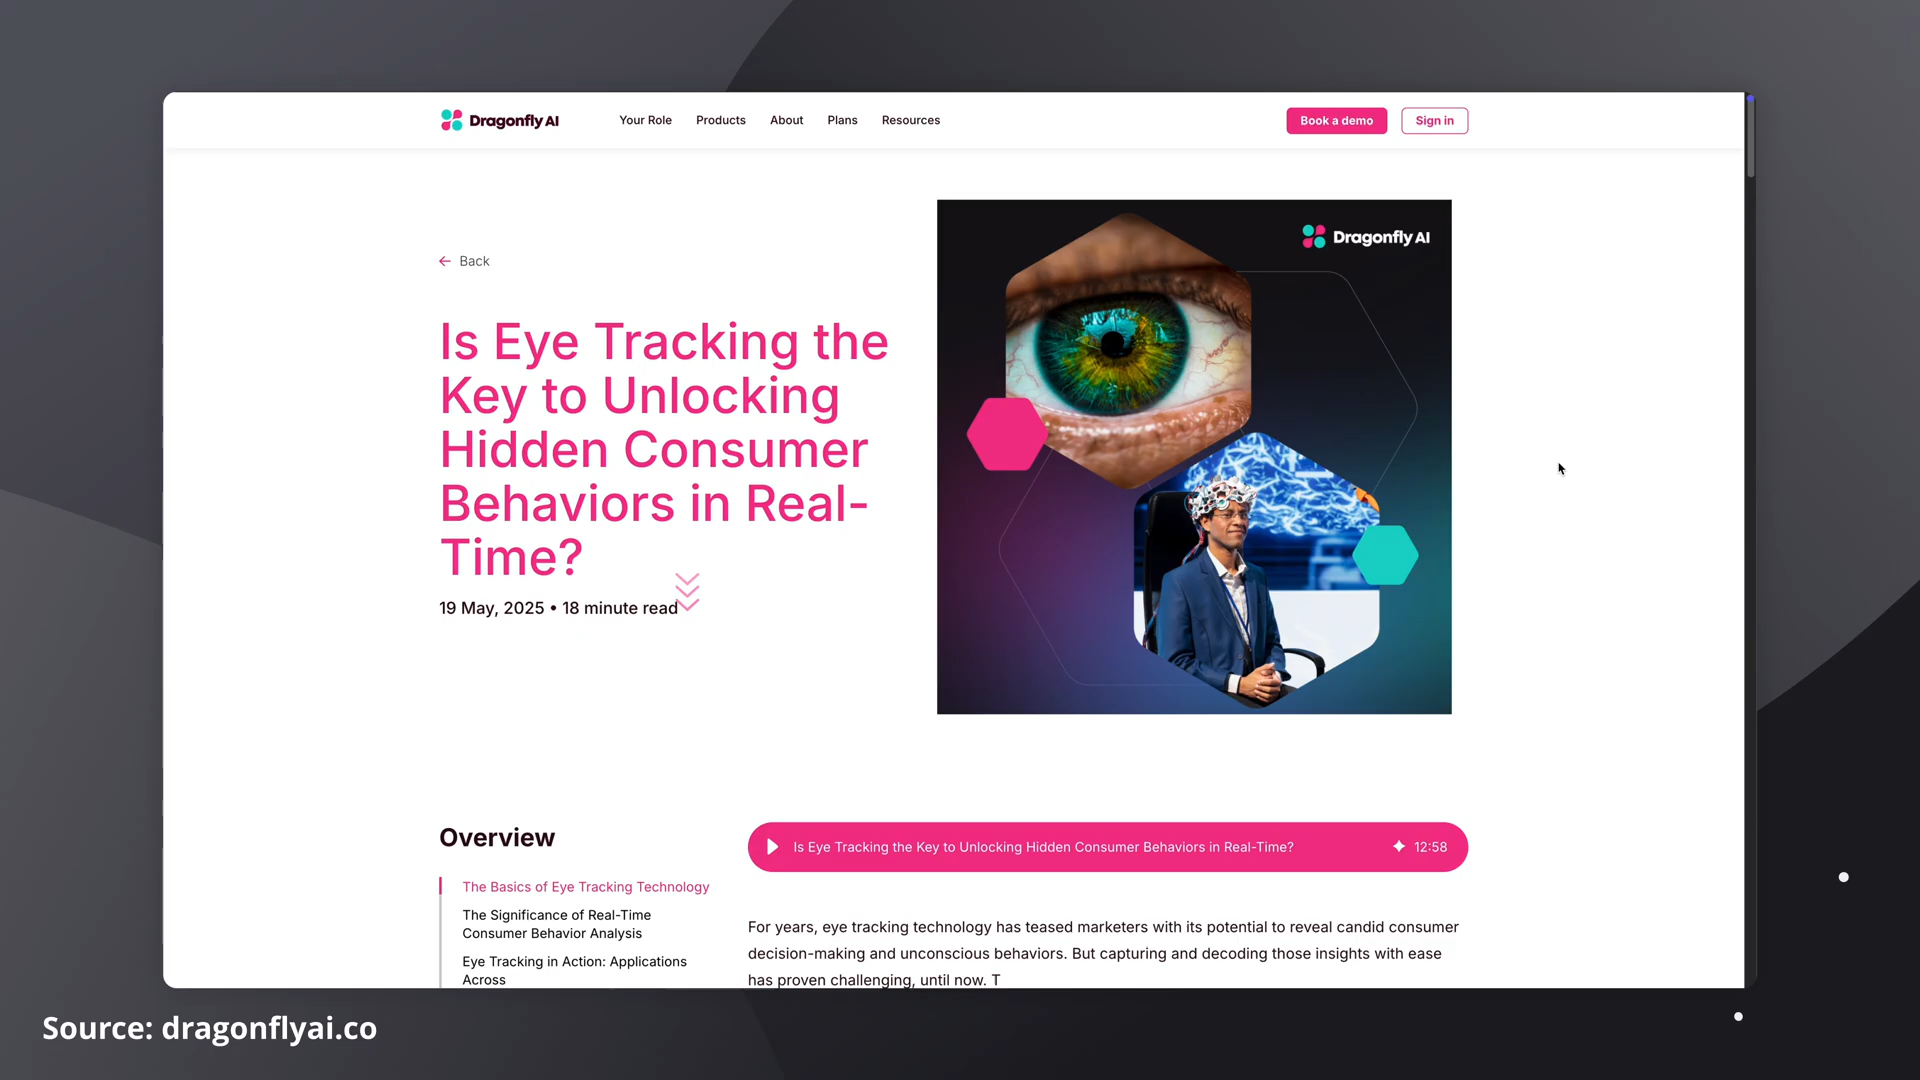 Dragonfly AI
Your Role
Products
About
Plans
Resources
Book a demo
Sign in
Back
Is Eye Tracking the
Key to Unlocking
Hidden Consumer
Behaviors in Real-
Time?
19 May, 2025 • 18 minute read
Dragonfly AI
Overview
The Basics of Eye Tracking Technology
The Significance of Real-Time
Consumer Behavior Analysis
Eye Tracking in Action: Applications
Across
Is Eye Tracking the Key to Unlocking Hidden Consumer Behaviors in Real-Time?
12:58
For years, eye tracking technology has teased marketers with its potential to reveal candid consumer
decision-making and unconscious behaviors. But capturing and decoding those insights with ease
has proven challenging, until now. T
Source: dragonflyai.co